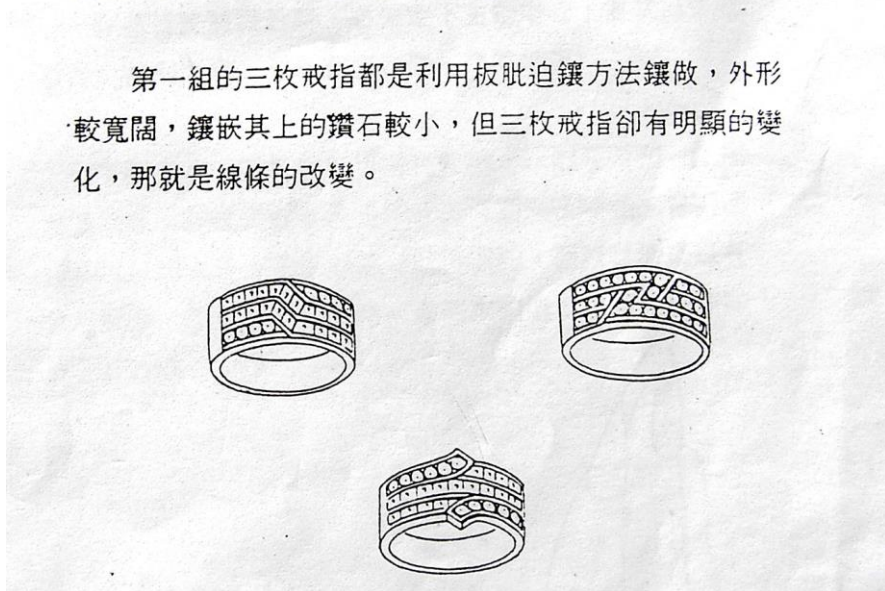 第一組的三枚戒指都是利用板眦迫鑲方法鑲做，外形
較寬闊，鑲嵌其上的鑽石較小，但三枚戒指卻有明顯的變
化，那就是線條的改變。